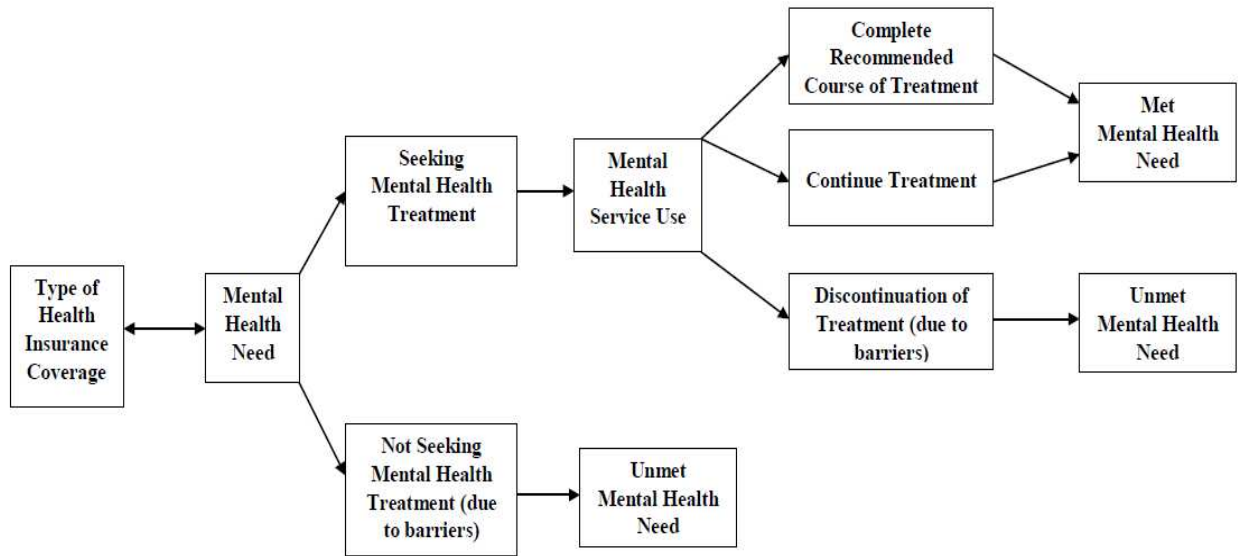 Type of
Health
Insurance
Coverage
Mental
Health
Need
Seeking
Mental Health
Treatment
Not Seeking
Mental Health
Treatment (due
to barriers)
Unmet
Mental Health
Need
Mental
Health
Service Use
Complete
Recommended
Course of Treatment
Continue Treatment
Met
Mental Health
Need
Discontinuation of
Treatment (due to
barriers)
Unmet
Mental Health
Need